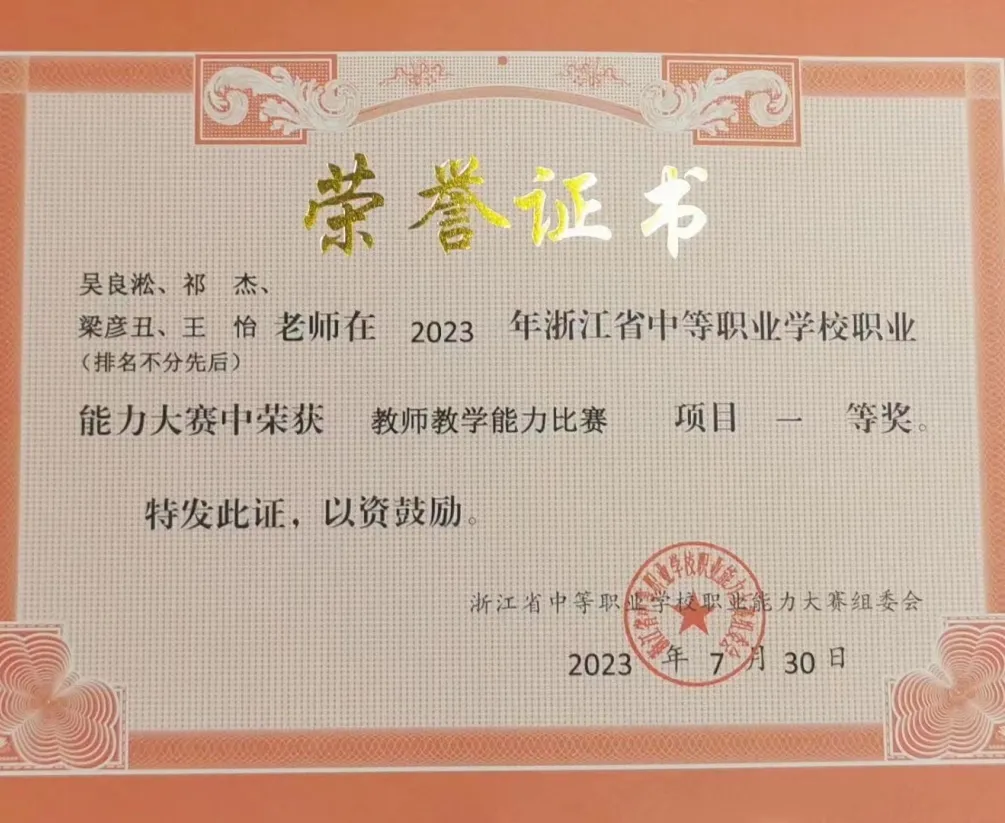 荣誉证书
吴良淞、祁 杰、
梁彦丑、王 怡 老师在 2023 年浙江省中等职业学校职业
（排名不分先后）
能力大赛中荣获 教师教学能力比赛 项目 一 等奖。
特发此证，以资鼓励。
浙江省中等职业学校职业能力大赛组委会
2023 年 7 月 30 日